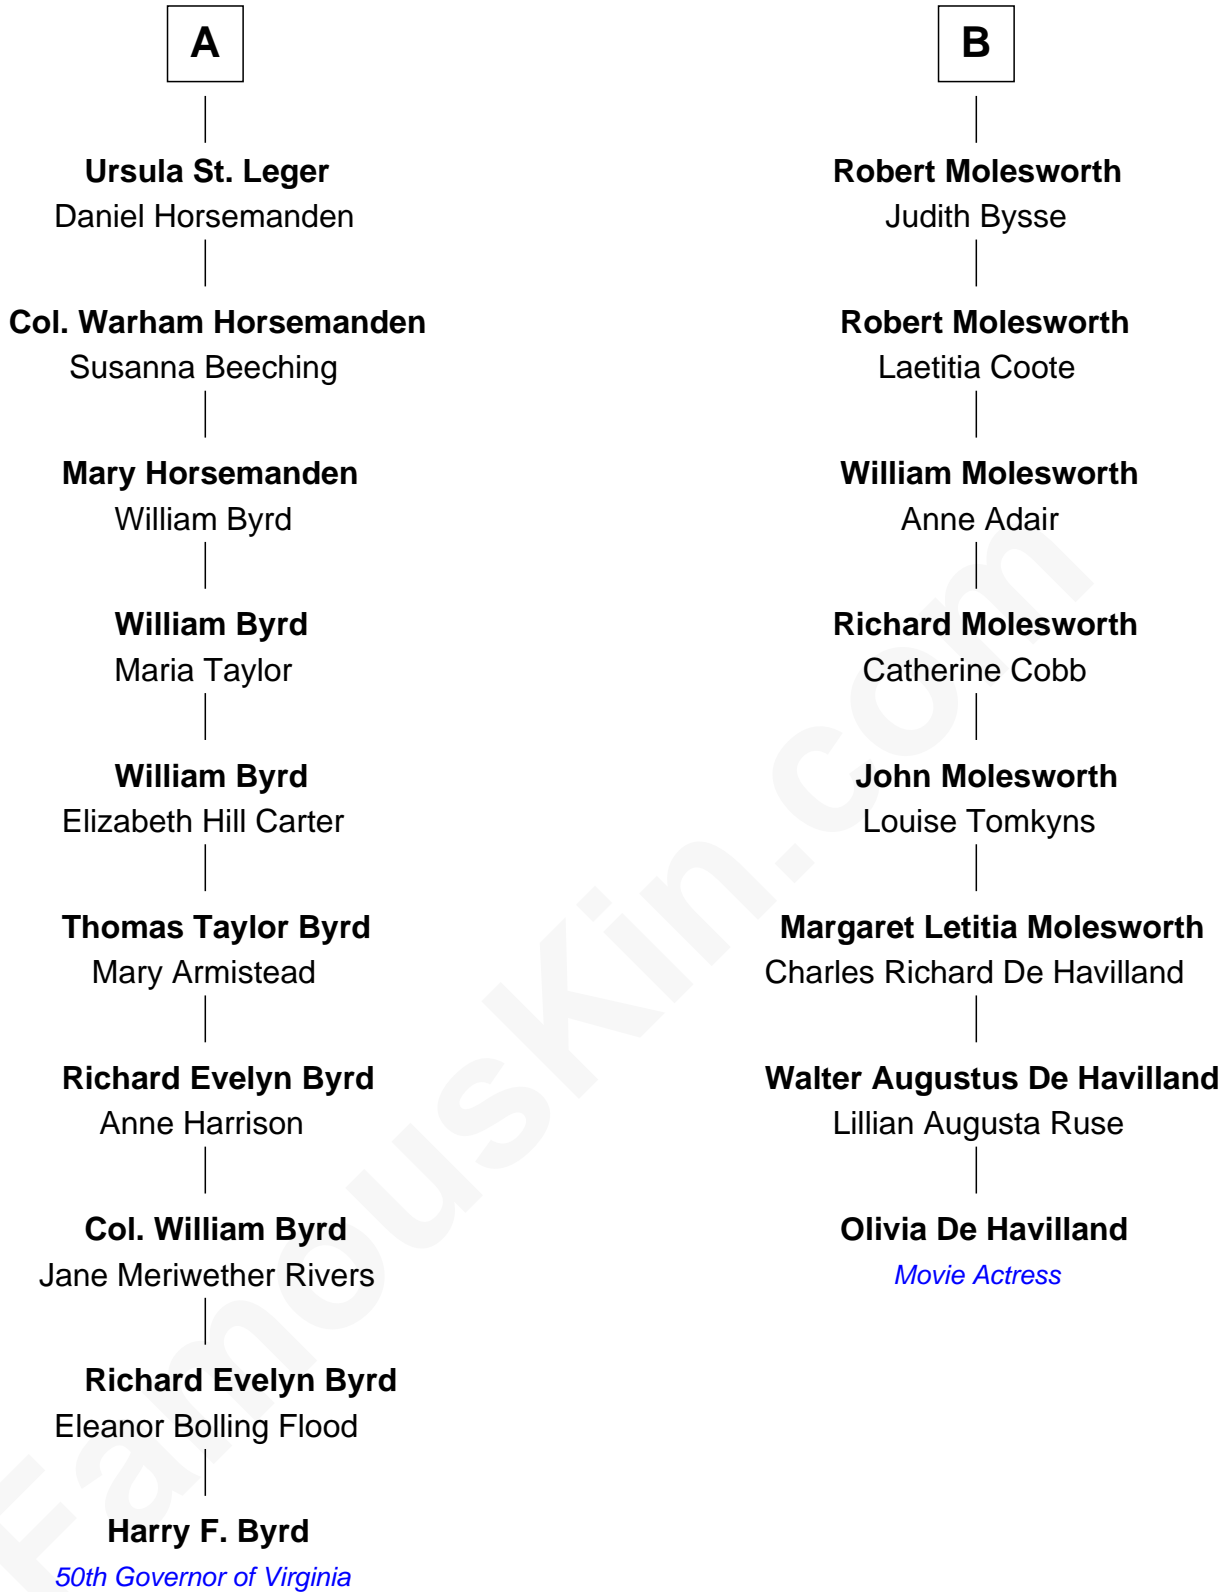 A
Ursula St. Leger
Daniel Horsemanden
Col. Warham Horsemanden
Susanna Beeching
Mary Horsemanden
William Byrd
William Byrd
Maria Taylor
William Byrd
Elizabeth Hill Carter
Thomas Taylor Byrd
Mary Armistead
Richard Evelyn Byrd
Anne Harrison
Col. William Byrd
Jane Meriwether Rivers
Richard Evelyn Byrd
Eleanor Bolling Flood
Harry F. Byrd
50th Governor of Virginia
B
Robert Molesworth
Judith Bysse
Robert Molesworth
Laetitia Coote
William Molesworth
Anne Adair
Richard Molesworth
Catherine Cobb
John Molesworth
Louise Tomkyns
Margaret Letitia Molesworth
Charles Richard De Havilland
Walter Augustus De Havilland
Lillian Augusta Ruse
Olivia De Havilland
Movie Actress
FamousKin.com